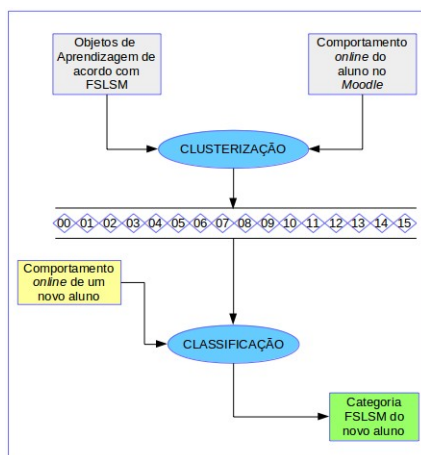 Objetos de
Aprendizagem de
acordo com
FSLSM
Comportamento
online do
aluno no
Moodle
CLUSTERIZAÇÃO
00 01 02 03 04 05 06 07 08 09 10 11 12 13 14 15
Comportamento
online de um
novo aluno
CLASSIFICAÇÃO
Categoria
FSLSM do
novo aluno